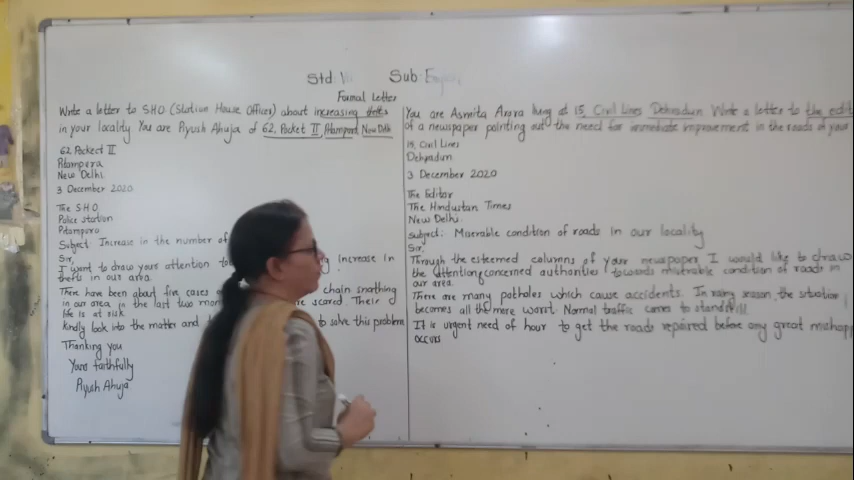 Std Sub
Formal Letter
Write a letter to S.H.O (Station House Officer) about increasing thefts
in your locality. You are Piyush Ahuja of 62, Pocket II Pitampura New Delhi
62 Pocket II
Pitampura
New Delhi
3 December 2020
The S.H.O
Police station
Pitampura
Subject Increase in the number of
Sir,
I want to draw your attention increase in
thefts in our area.
There have been about five cases chain snatching
in our area in the last two are scared. Their
life is at risk
Kindly look into the matter and to solve this problem
Thanking you
Yours faithfully
Piyush Ahuja
You are Asmita Arora living at 15, Civil Lines Dehradun Write a letter to the
of a newspaper pointing out the need for immediate improvement in the roads of your
15, Civil Lines
Dehradun
3 December 2020
The Editor
The Hindustan Times
New Delhi
Subject: Miserable condition of roads in our locality
Sir,
Through the esteemed columns of your newspaper I would like to draw
the attention concerned authorities towards miserable condition of roads in
our area.
There are many potholes which cause accidents. In rainy season, the situation
becomes all the more worst. Normal traffic comes to standstill
It is urgent need of hour to get the roads repaired before any great
occurs